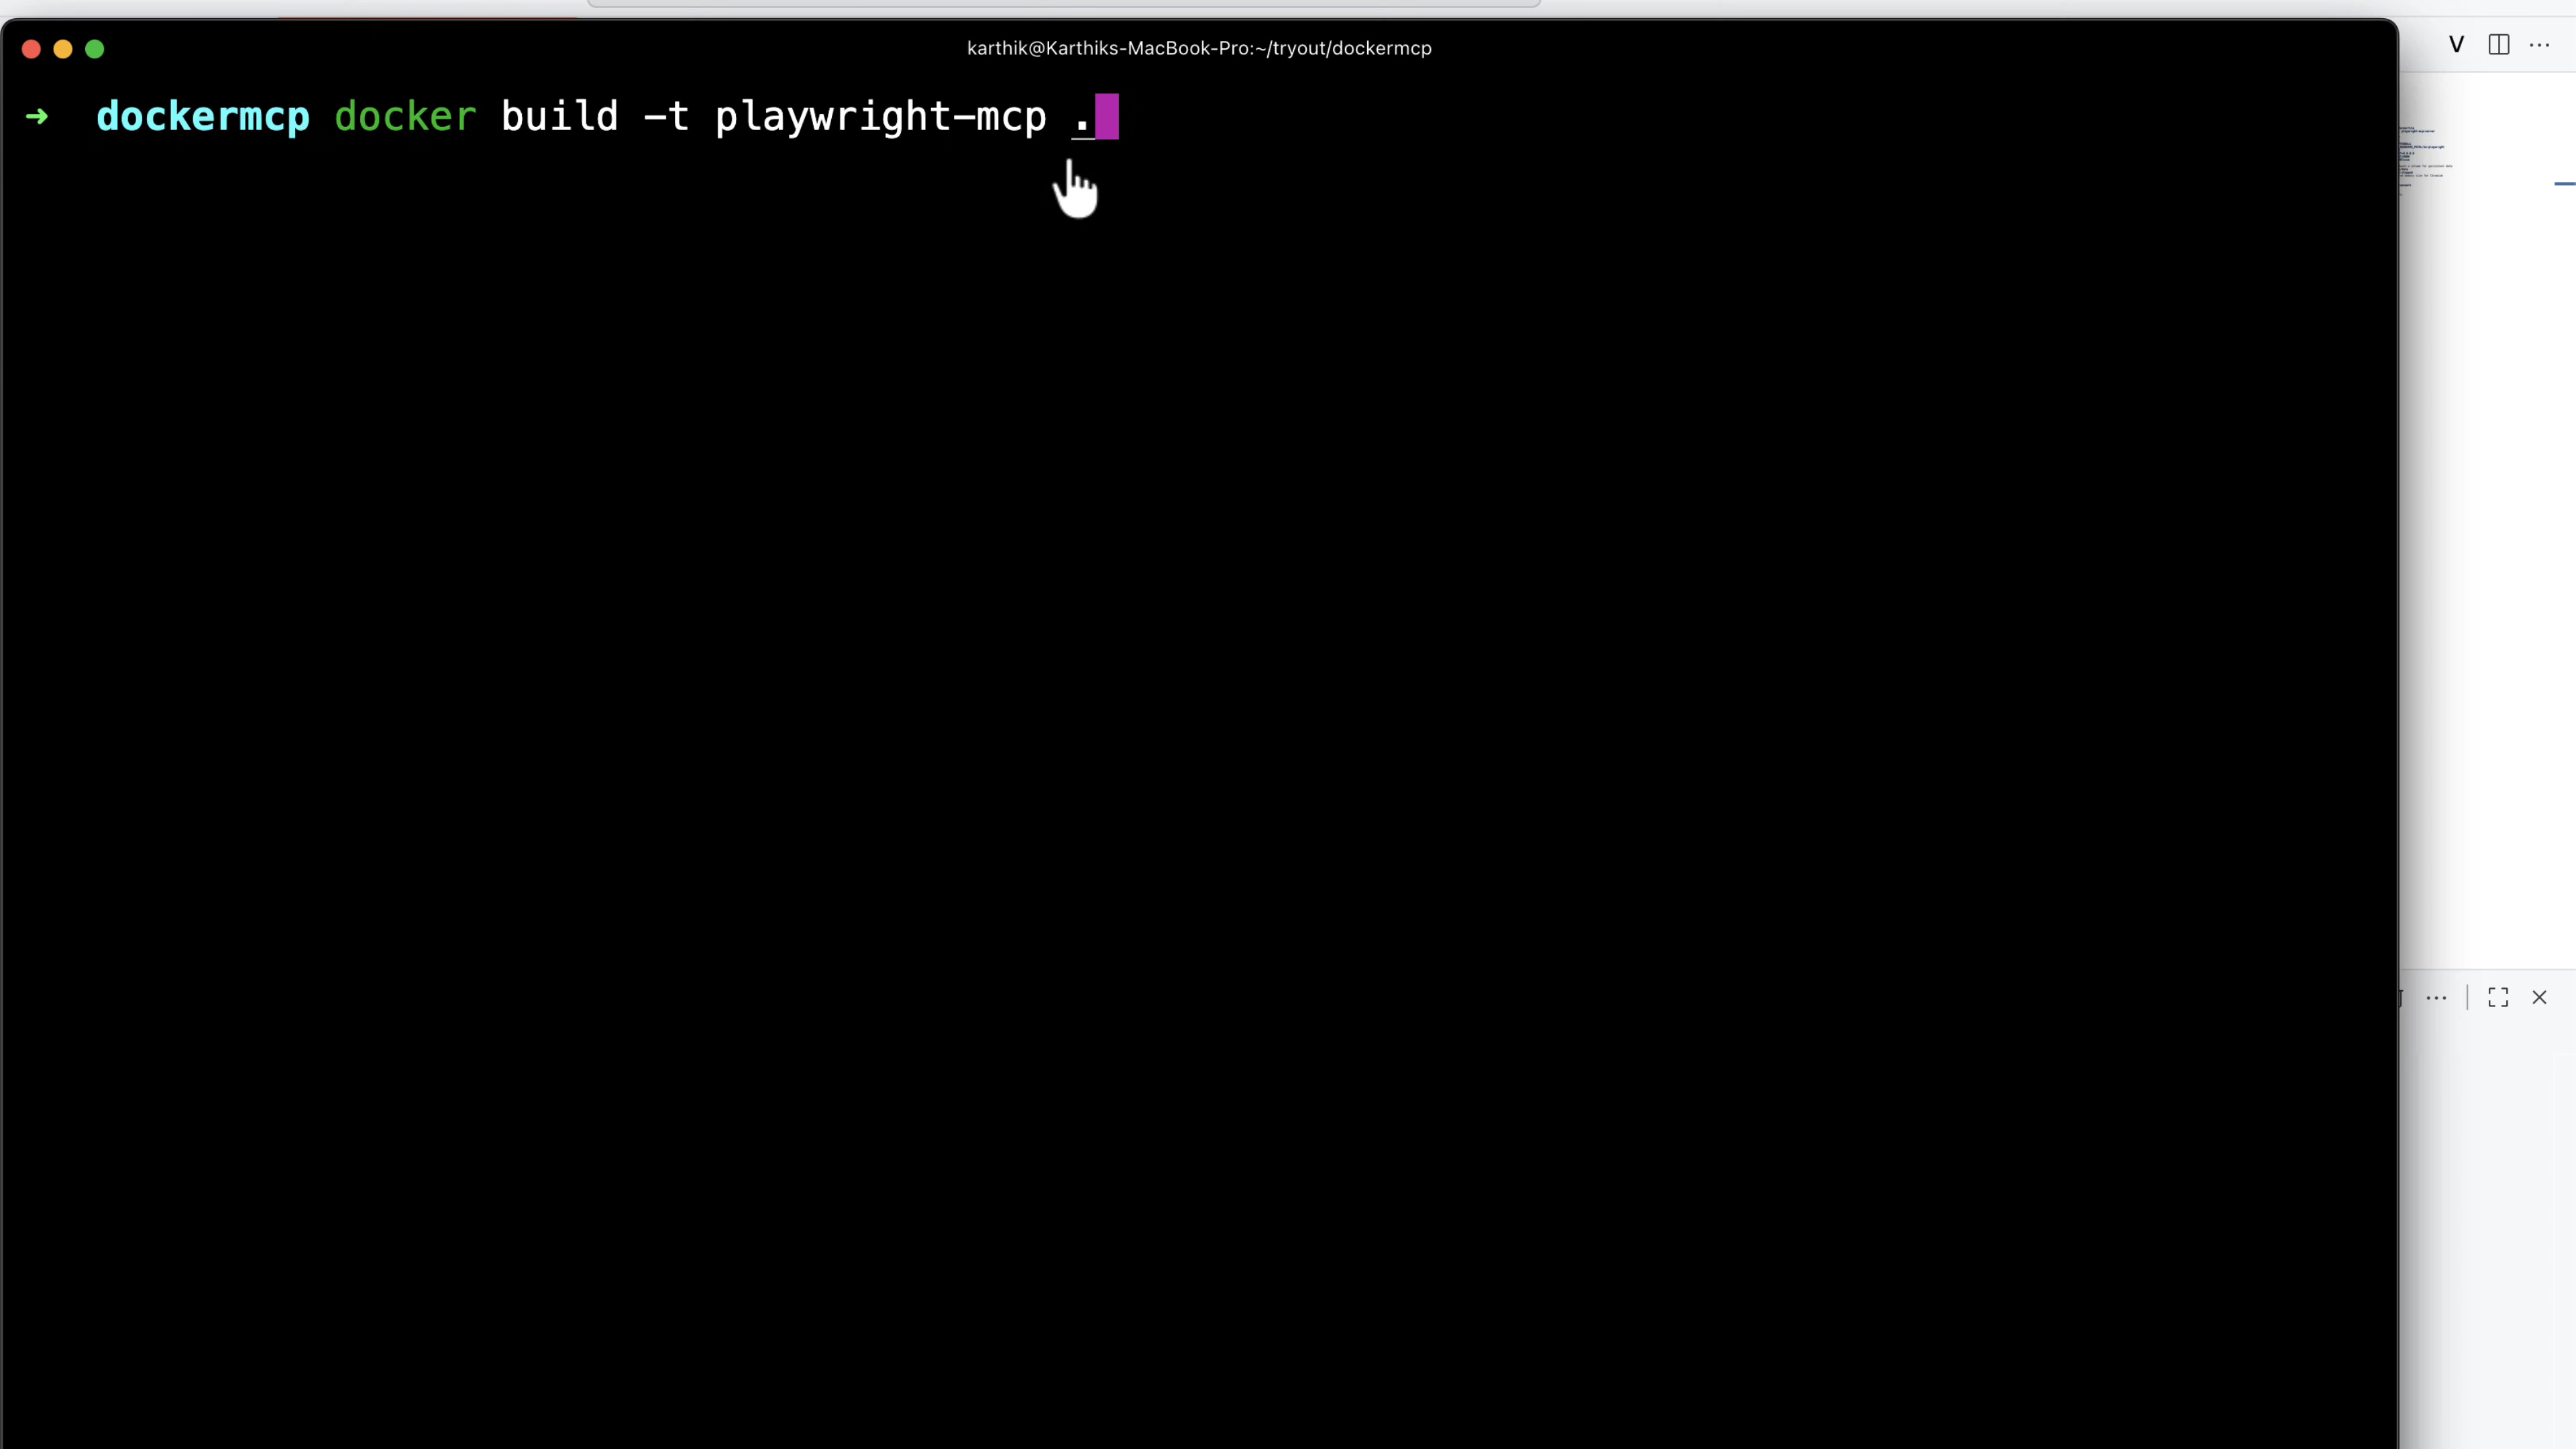 karthik@Karthiks-MacBook-Pro:~/tryout/dockermcp
V
➜ dockermcp docker build -t playwright-mcp .